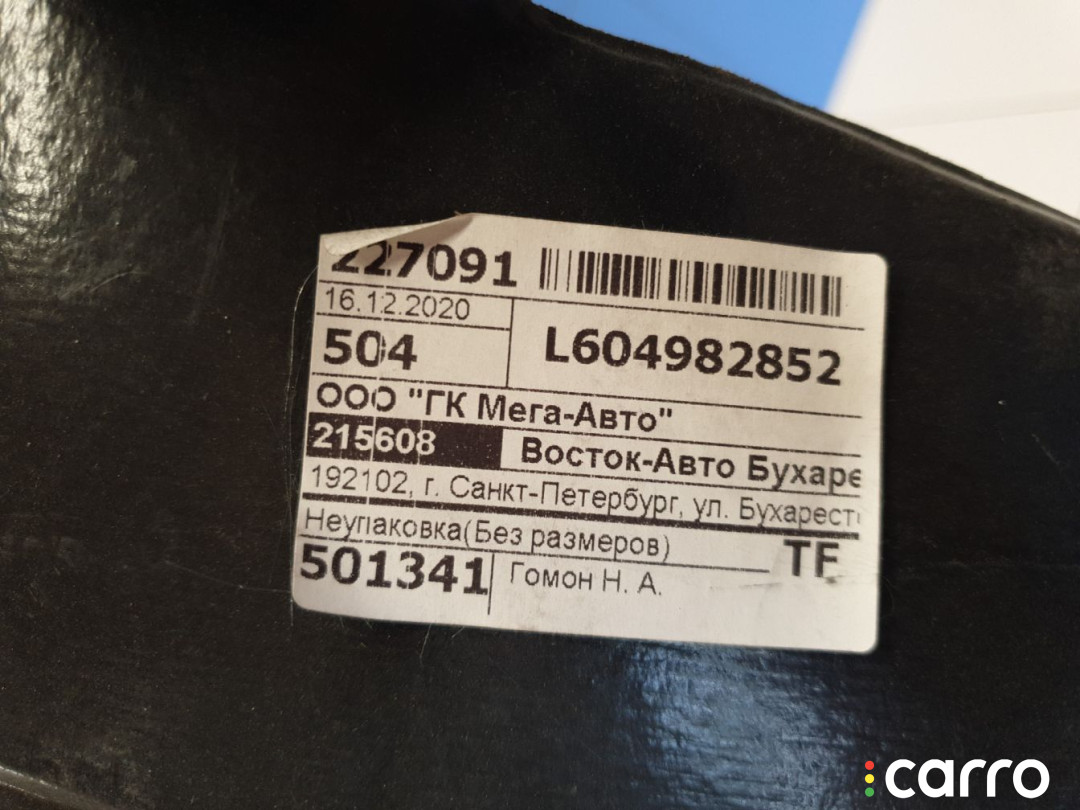 227091
16.12.2020
504
L604982852
ООО "ГК Мега-Авто"
215608 Восток-Авто Бухаре
192102, г. Санкт-Петербург, ул. Бухарест
Неупаковка(Без размеров)
TF
501341 Гомон Н. А.
carro